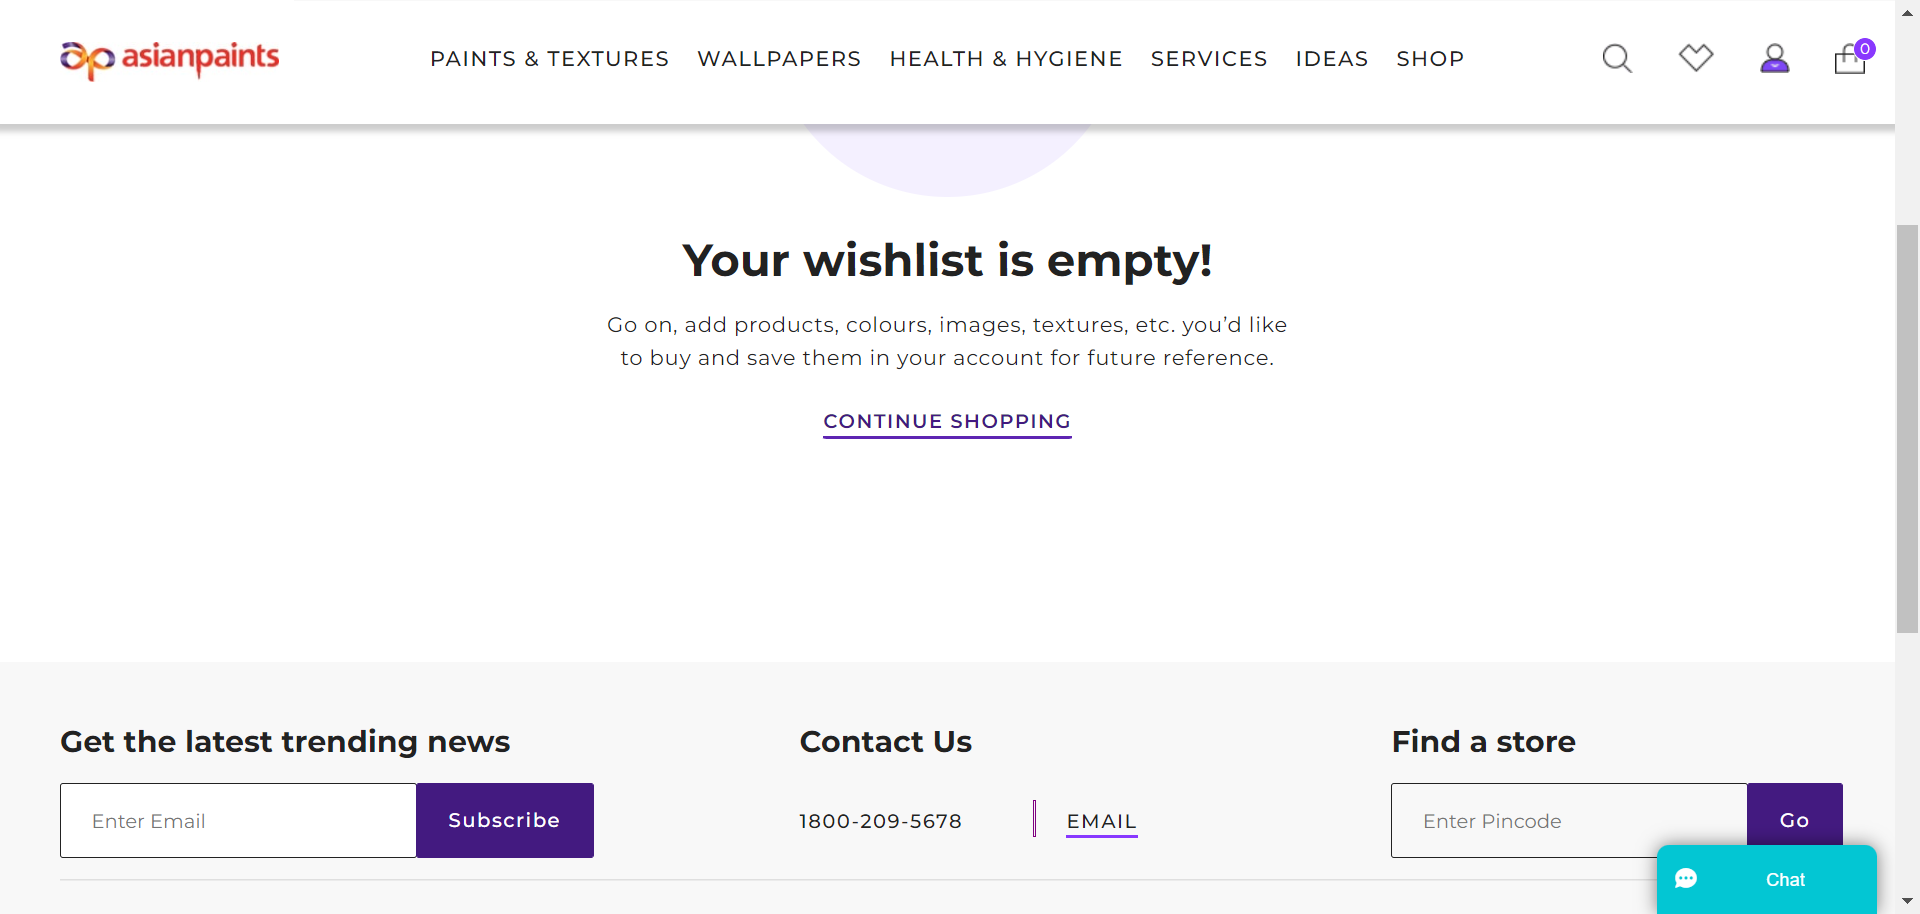 asianpaints
PAINTS & TEXTURES WALLPAPERS HEALTH & HYGIENE SERVICES IDEAS SHOP
0
Your wishlist is empty!
Go on, add products, colours, images, textures, etc. you’d like
to buy and save them in your account for future reference.
CONTINUE SHOPPING
Get the latest trending news
Enter Email
Subscribe
Contact Us
1800-209-5678
EMAIL
Find a store
Enter Pincode
Go
Chat